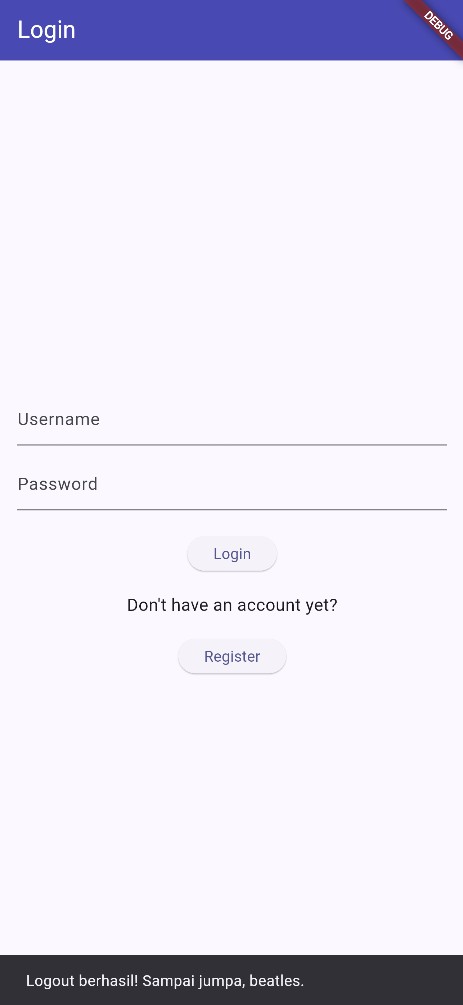 Login
DEBUG
Username
Password
Login
Don't have an account yet?
Register
Logout berhasil! Sampai jumpa, beatles.